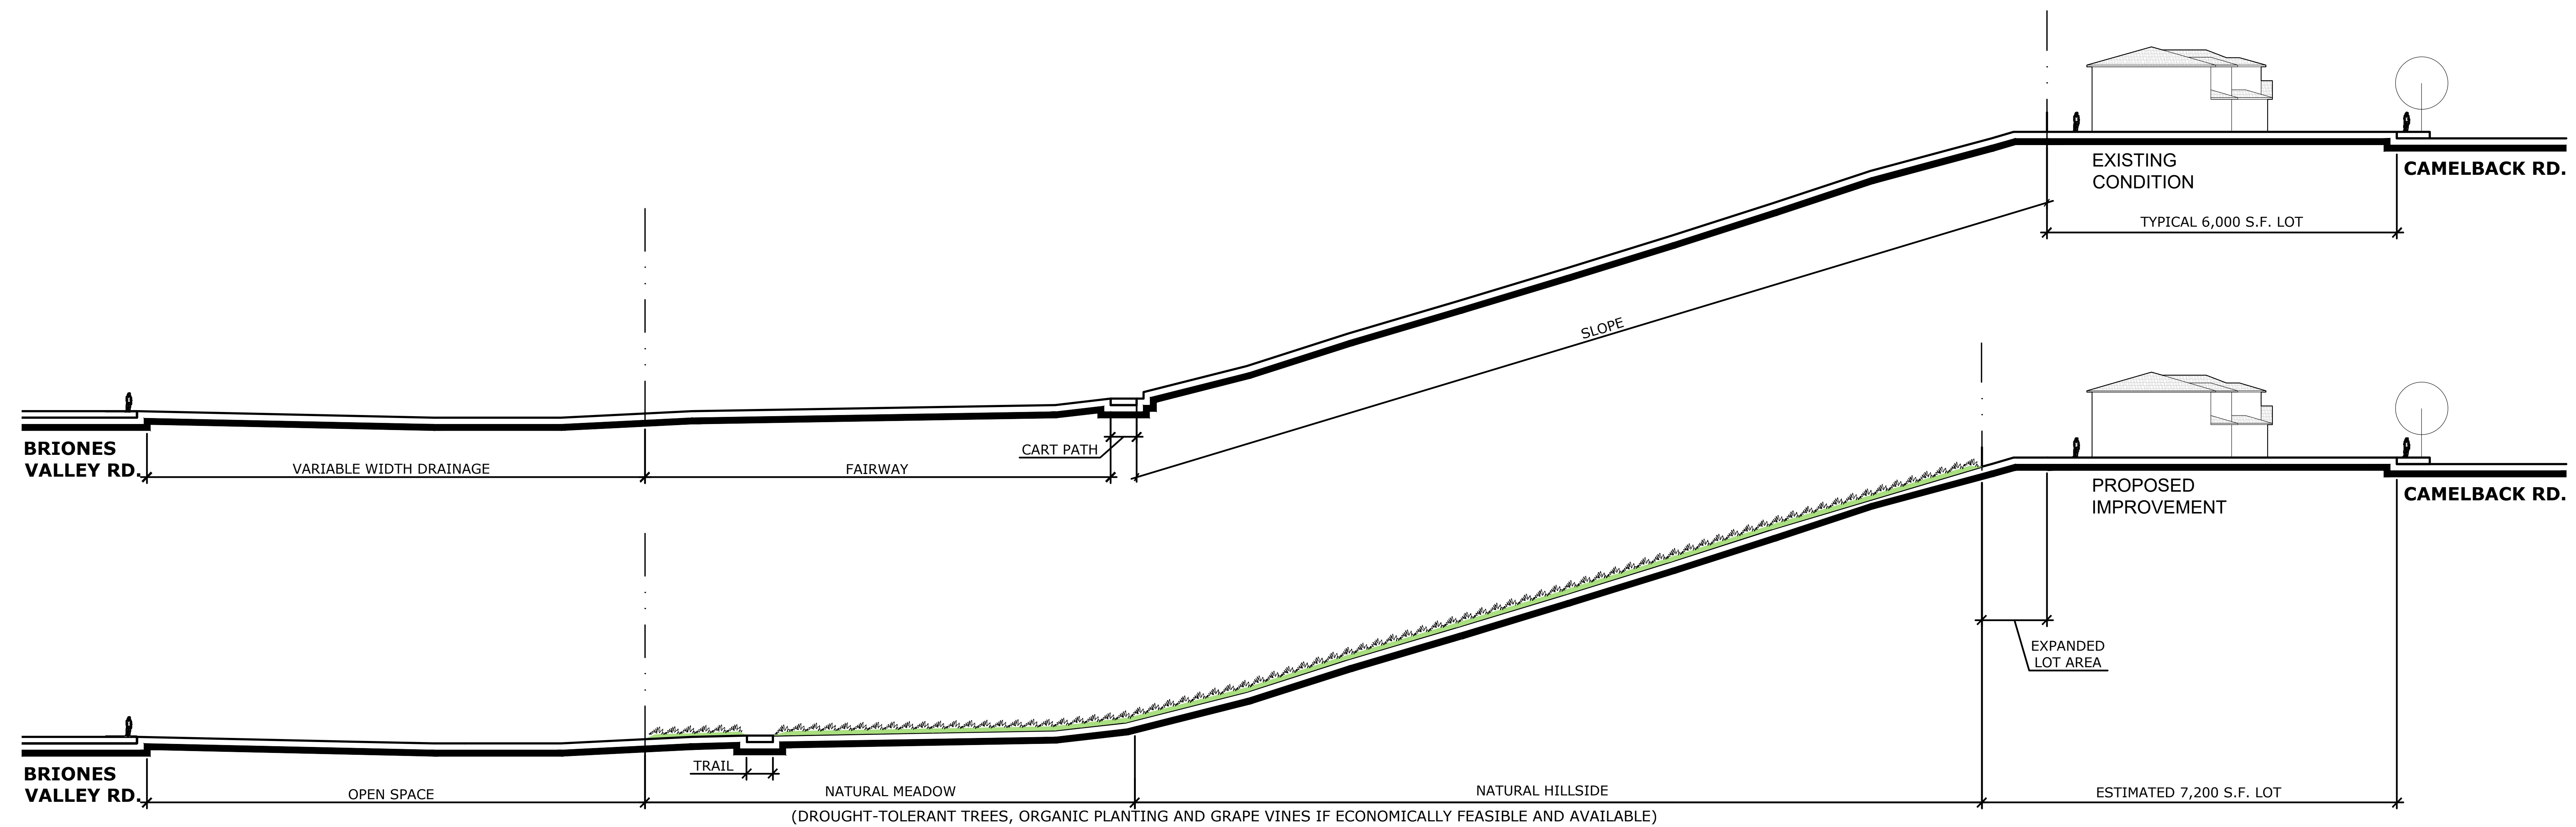 EXISTING
CONDITION
CAMELBACK RD.
TYPICAL 6,000 S.F. LOT
SLOPE
BRIONES
VALLEY RD.
VARIABLE WIDTH DRAINAGE
FAIRWAY
CART PATH
PROPOSED
IMPROVEMENT
CAMELBACK RD.
EXPANDED
LOT AREA
BRIONES
VALLEY RD.
OPEN SPACE
TRAIL
NATURAL MEADOW
NATURAL HILLSIDE
ESTIMATED 7,200 S.F. LOT
(DROUGHT-TOLERANT TREES, ORGANIC PLANTING AND GRAPE VINES IF ECONOMICALLY FEASIBLE AND AVAILABLE)